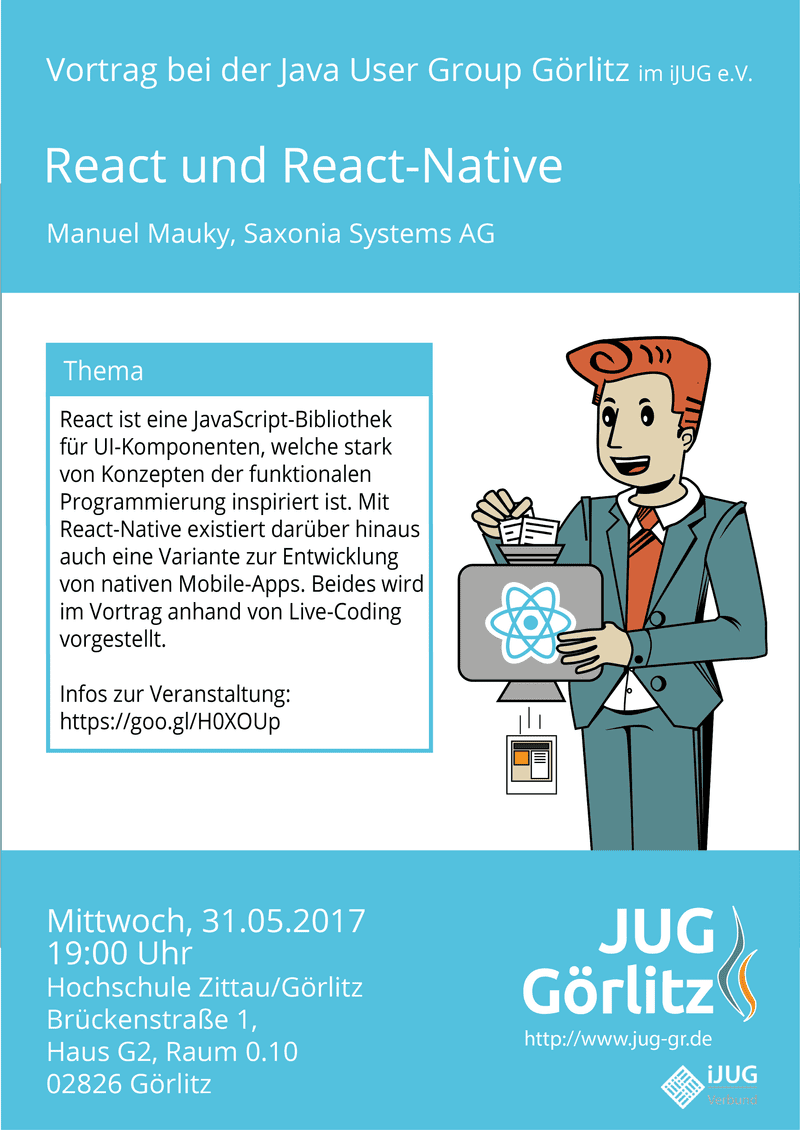 Vortrag bei der Java User Group Görlitz im iJUG e.V.
React und React-Native
Manuel Mauky, Saxonia Systems AG
Thema
React ist eine JavaScript-Bibliothek
für UI-Komponenten, welche stark
von Konzepten der funktionalen
Programmierung inspiriert ist. Mit
React-Native existiert darüber hinaus
auch eine Variante zur Entwicklung
von nativen Mobile-Apps. Beides wird
im Vortrag anhand von Live-Coding
vorgestellt.
Infos zur Veranstaltung:
https://goo.gl/H0XOUp
Mittwoch, 31.05.2017
19:00 Uhr
Hochschule Zittau/Görlitz
Brückenstraße 1,
Haus G2, Raum 0.10
02826 Görlitz
JUG
Görlitz
http://www.jug-gr.de
iJUG
Verband